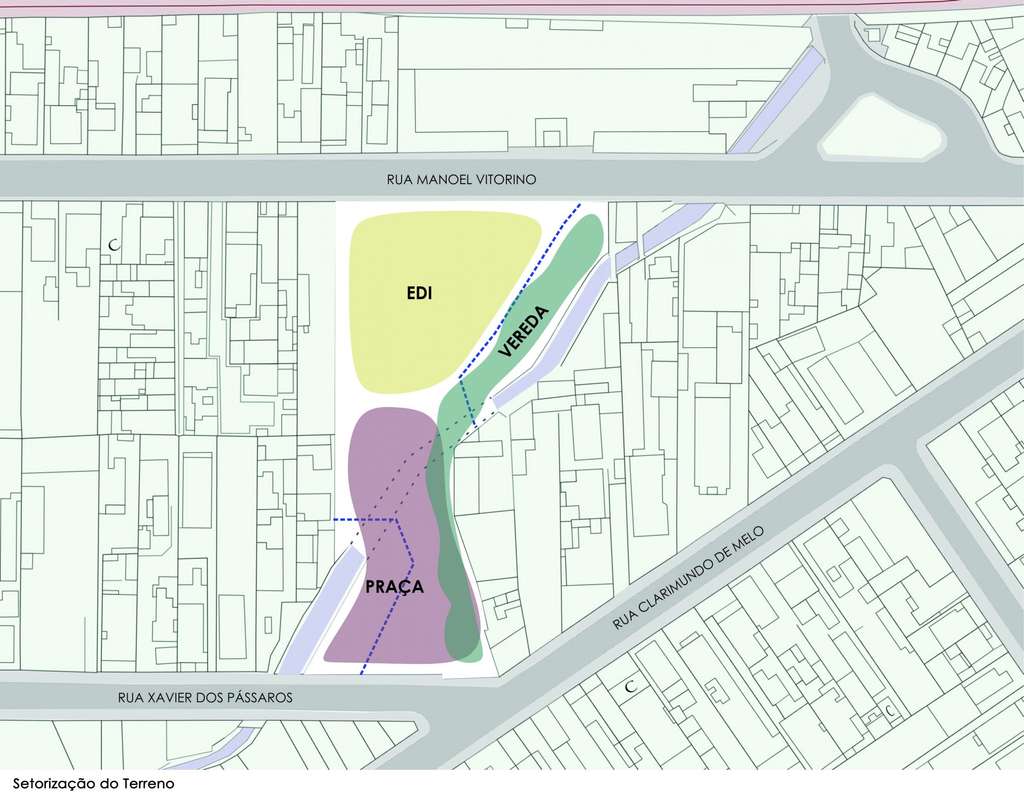 RUA MANOEL VITORINO
EDI
VEREDA
RUA CLARIMUNDO DE MELO
PRAÇA
RUA XAVIER DOS PÁSSAROS
Setorização do Terreno